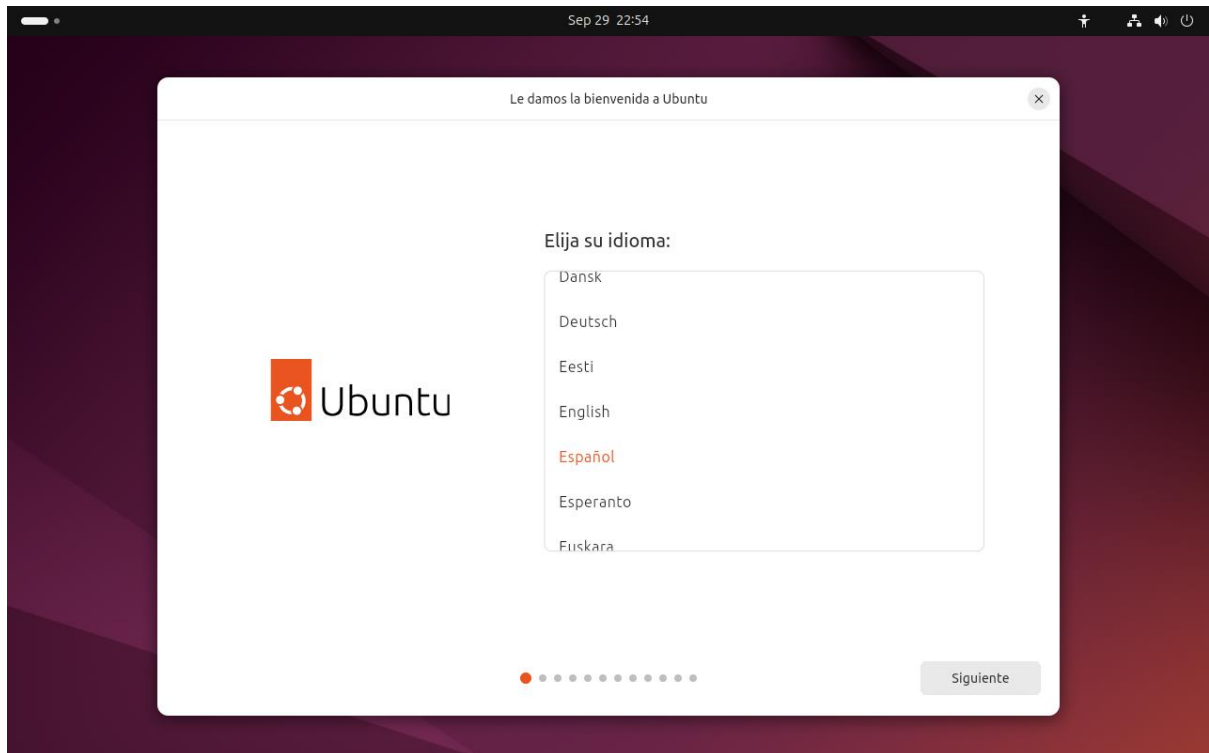 Sep 29 22:54
Le damos la bienvenida a Ubuntu
Elija su idioma:
Dansk
Deutsch
Eesti
English
Español
Esperanto
Euskara
Ubuntu
Siguiente